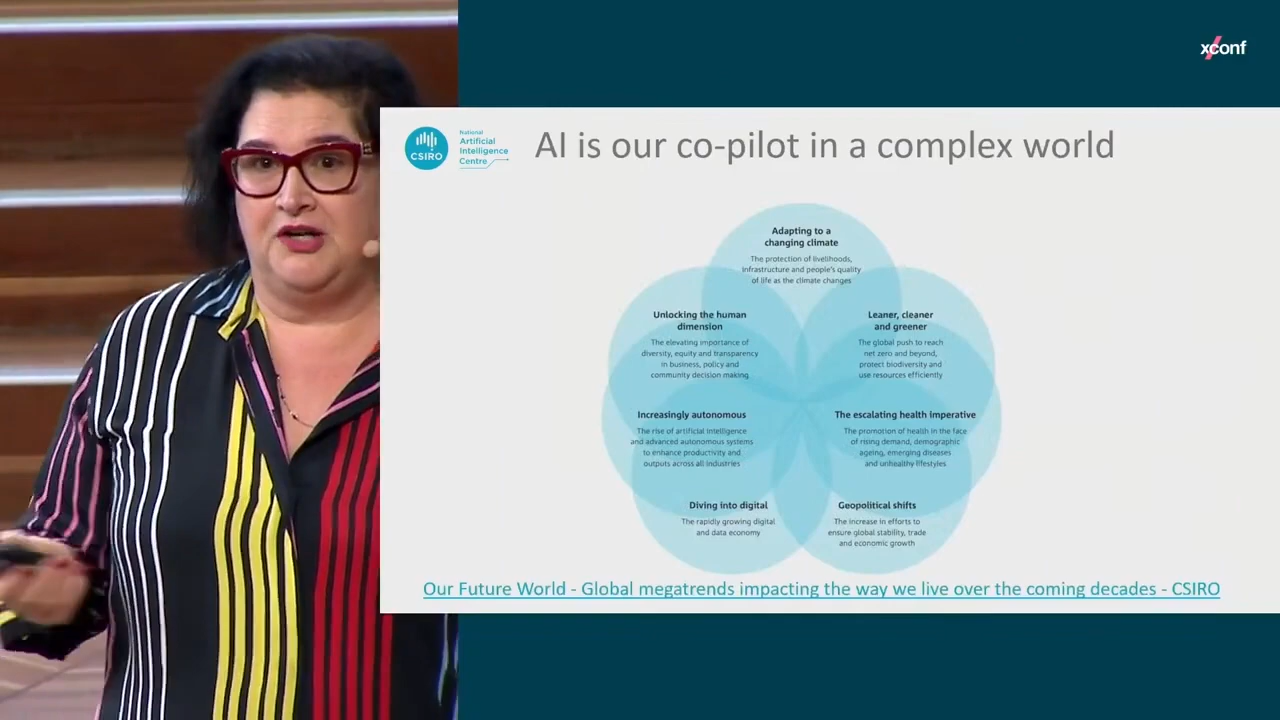 xconf
CSIRO
National
Artificial
Intelligence
Centre
AI is our co-pilot in a complex world
Adapting to a
changing climate
The protection of livelihoods,
infrastructure and people's quality
of life as the climate changes
Unlocking the human
dimension
The elevating importance of
diversity, equity and transparency
in business, policy and
community decision making
Leaner, cleaner
and greener
The global push to reach
net zero and beyond,
protect biodiversity and
use resources efficiently
Increasingly autonomous
The rise of artificial intelligence
and advanced autonomous systems
to enhance productivity and
outputs across all industries
The escalating health imperative
The promotion of health in the face
of rising demand, demographic
ageing, emerging diseases
and unhealthy lifestyles
Diving into digital
The rapidly growing digital
and data economy
Geopolitical shifts
The increase in efforts to
ensure global stability, trade
and economic growth
Our Future World - Global megatrends impacting the way we live over the coming decades - CSIRO